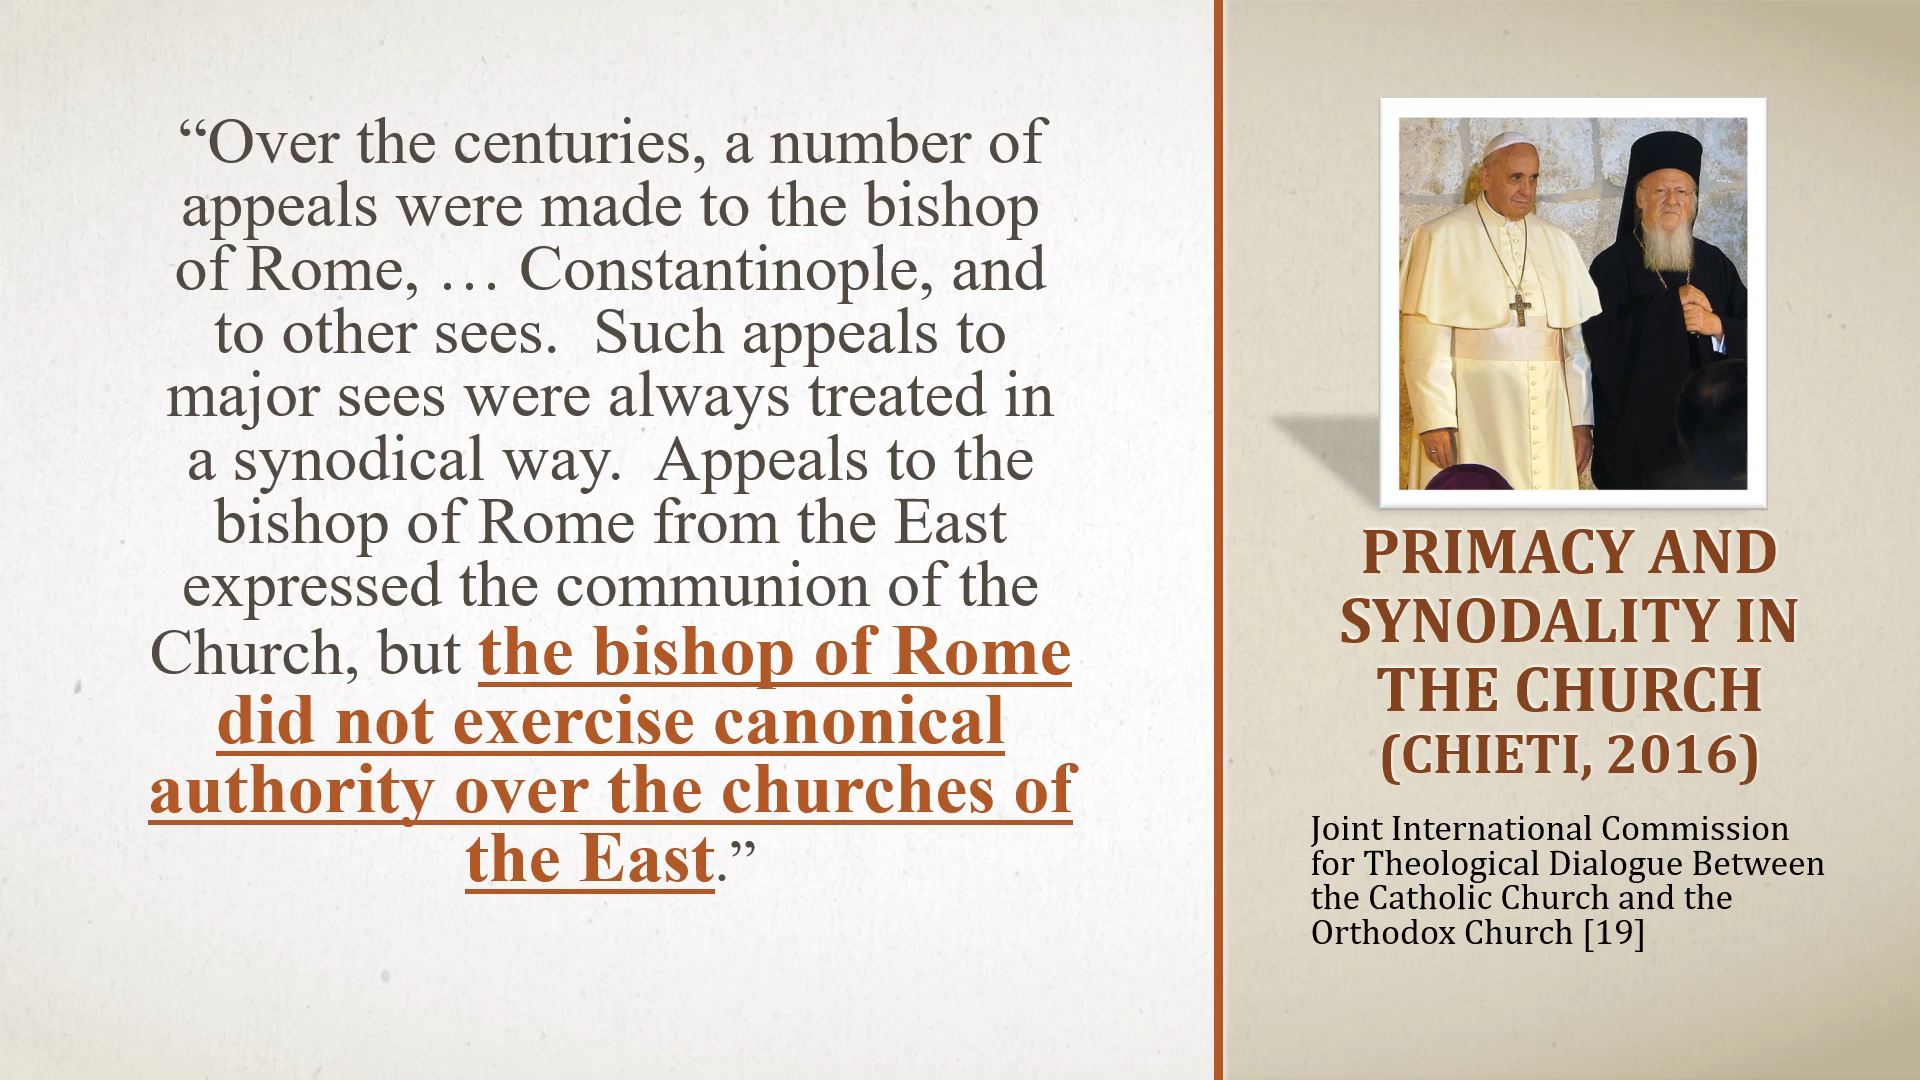 “Over the centuries, a number of
appeals were made to the bishop
of Rome, … Constantinople, and
to other sees.  Such appeals to
major sees were always treated in
a synodical way.  Appeals to the
bishop of Rome from the East
expressed the communion of the
Church, but the bishop of Rome
did not exercise canonical
authority over the churches of
the East.”
PRIMACY AND
SYNODALITY IN
THE CHURCH
(CHIETI, 2016)
Joint International Commission
for Theological Dialogue Between
the Catholic Church and the
Orthodox Church [19]